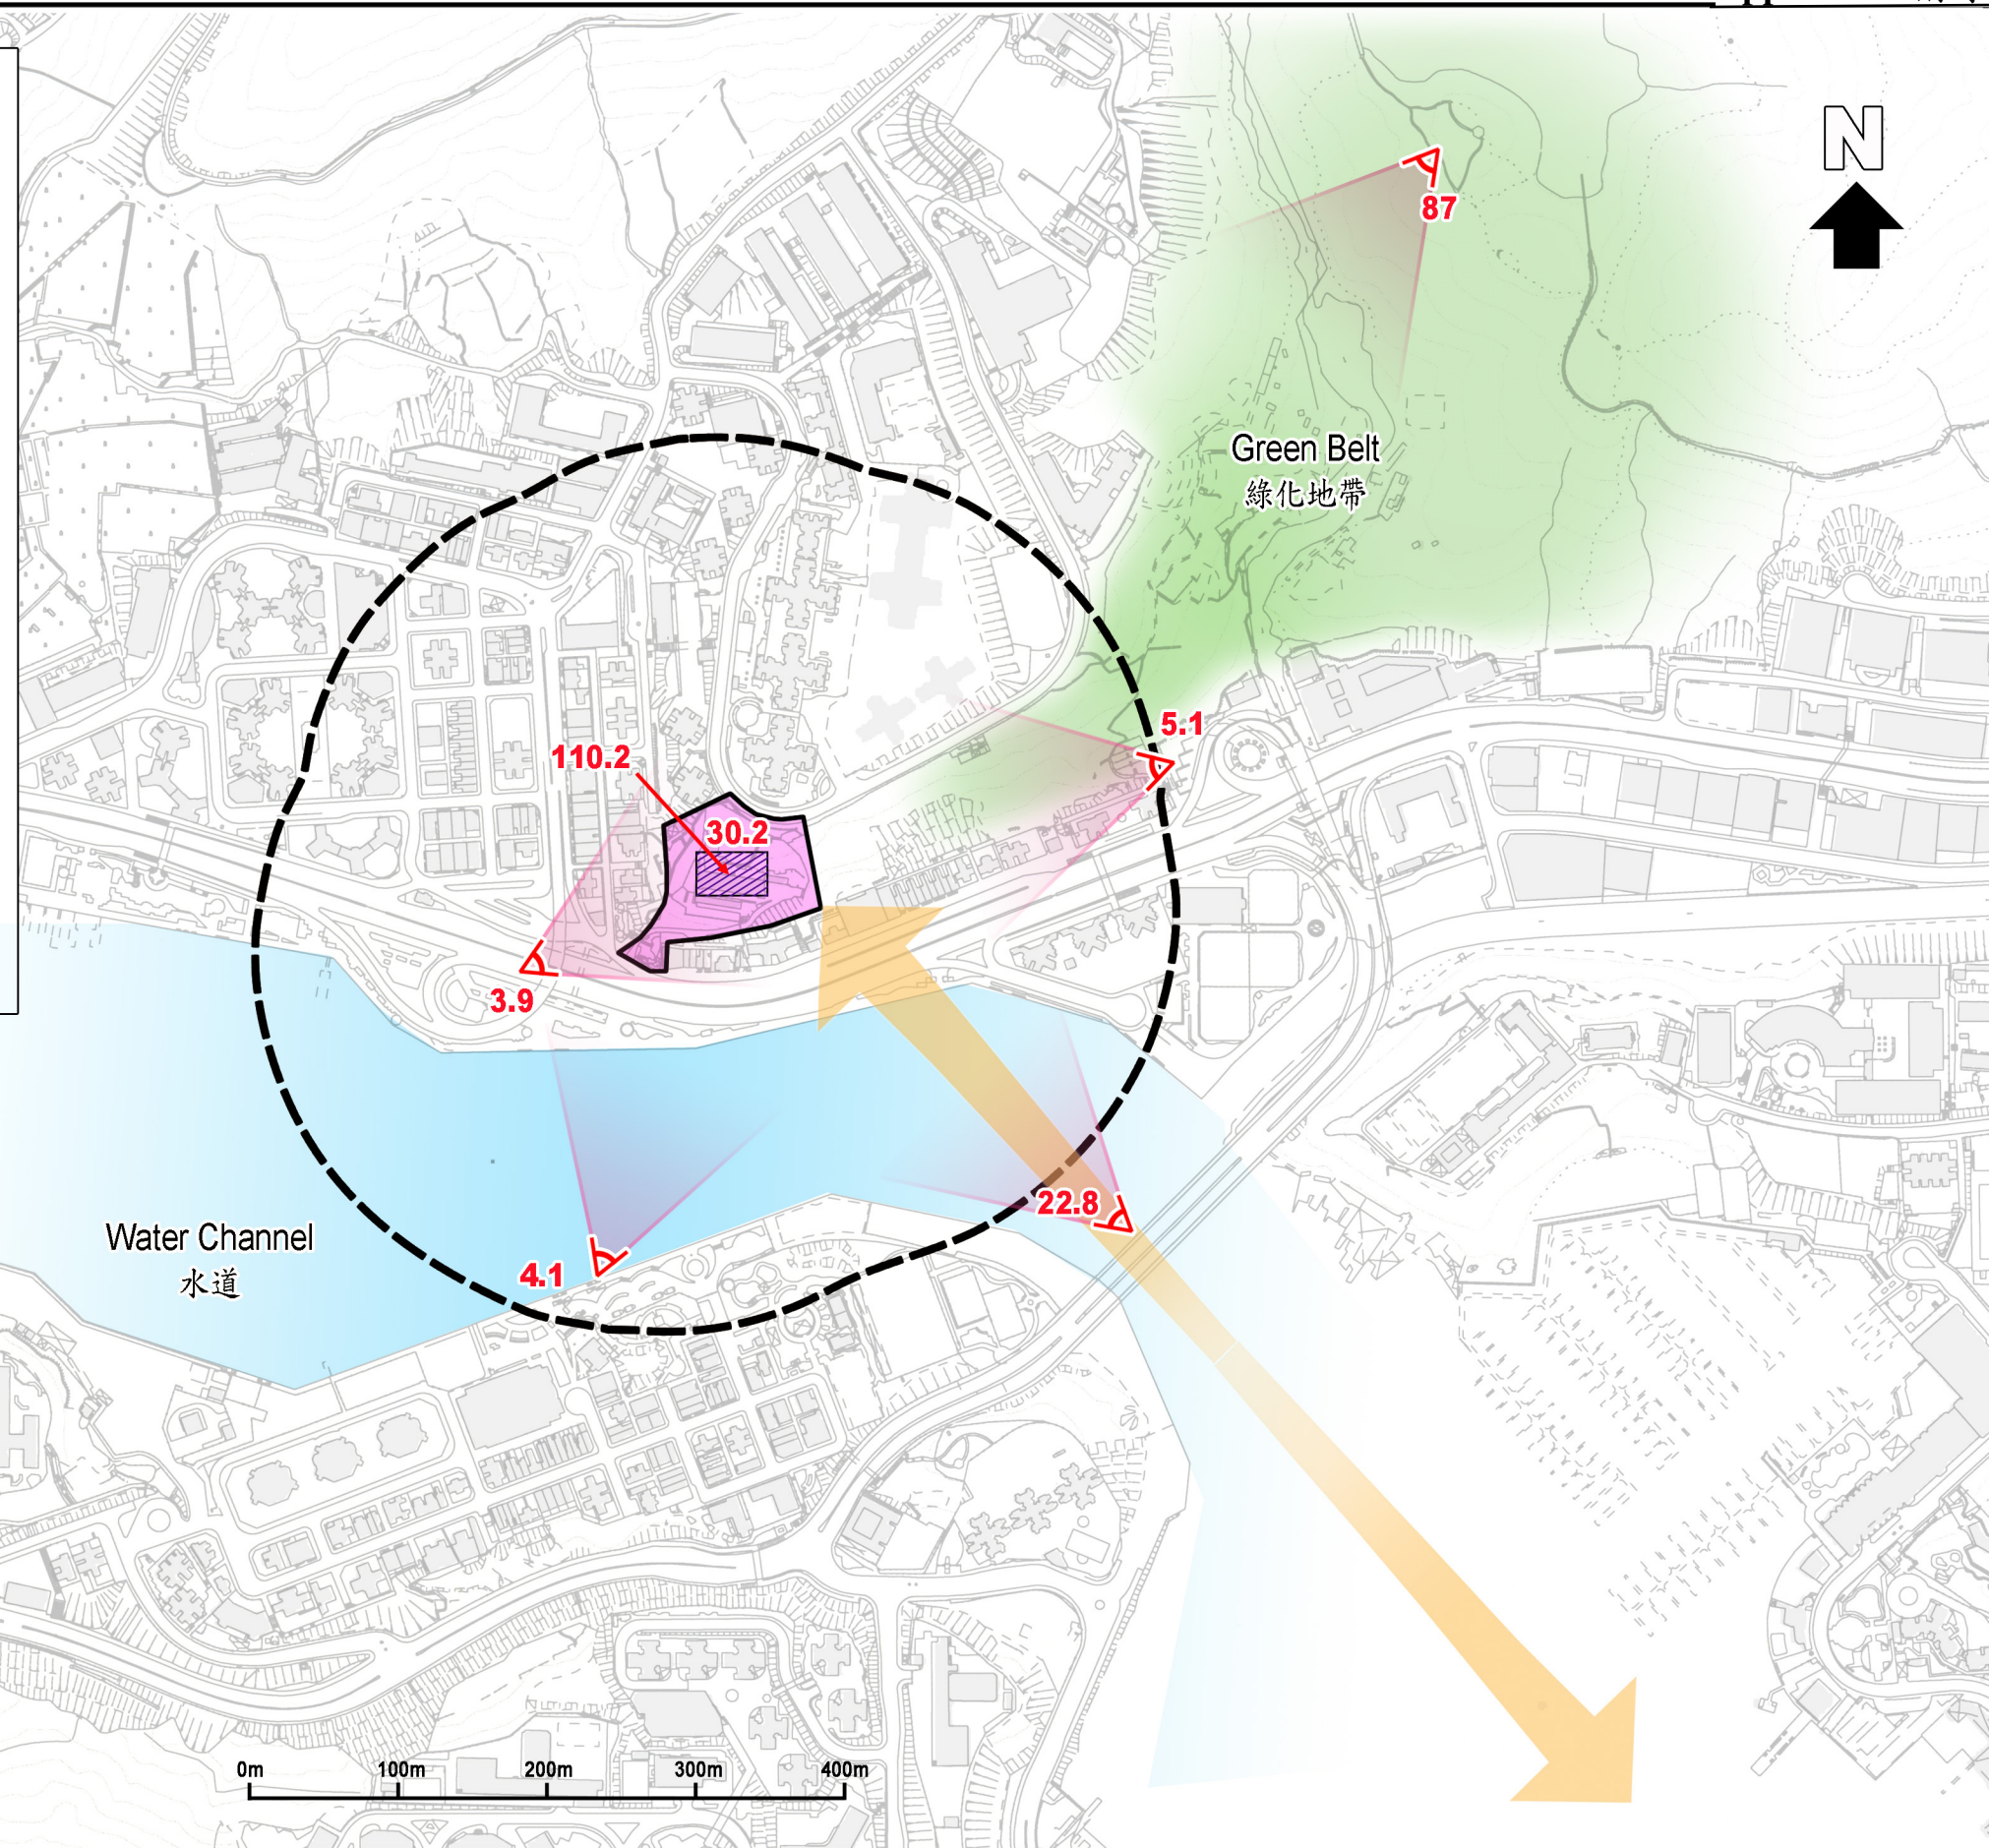 N
87
Green Belt
綠化地帶
5.1
110.2
30.2
3.9
22.8
Water Channel
水道
4.1
0m 100m 200m 300m 400m